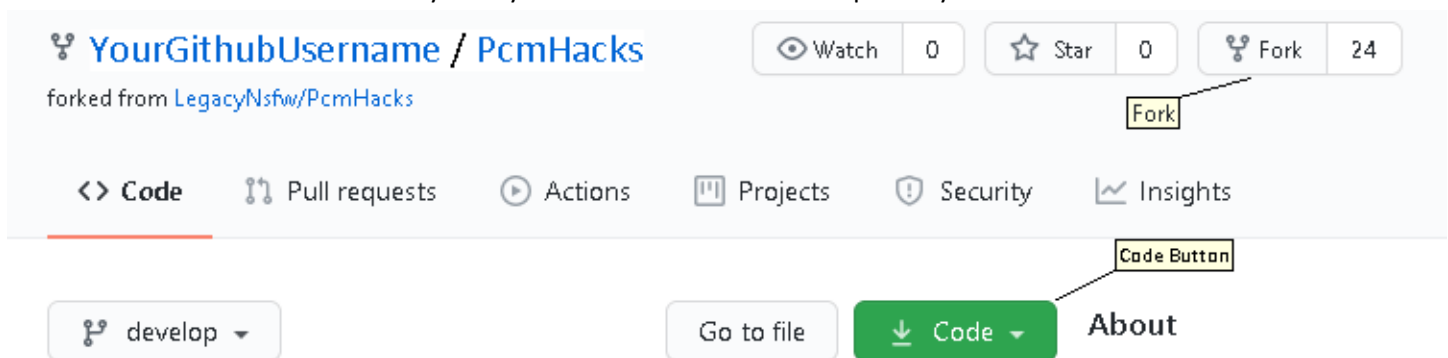 YourGithubUsername / PcmHacks
Watch 0 Star 0 Fork 24
forked from LegacyNsfw/PcmHacks
Fork
<> Code Pull requests Actions Projects Security Insights
Code Button
develop Go to file Code About